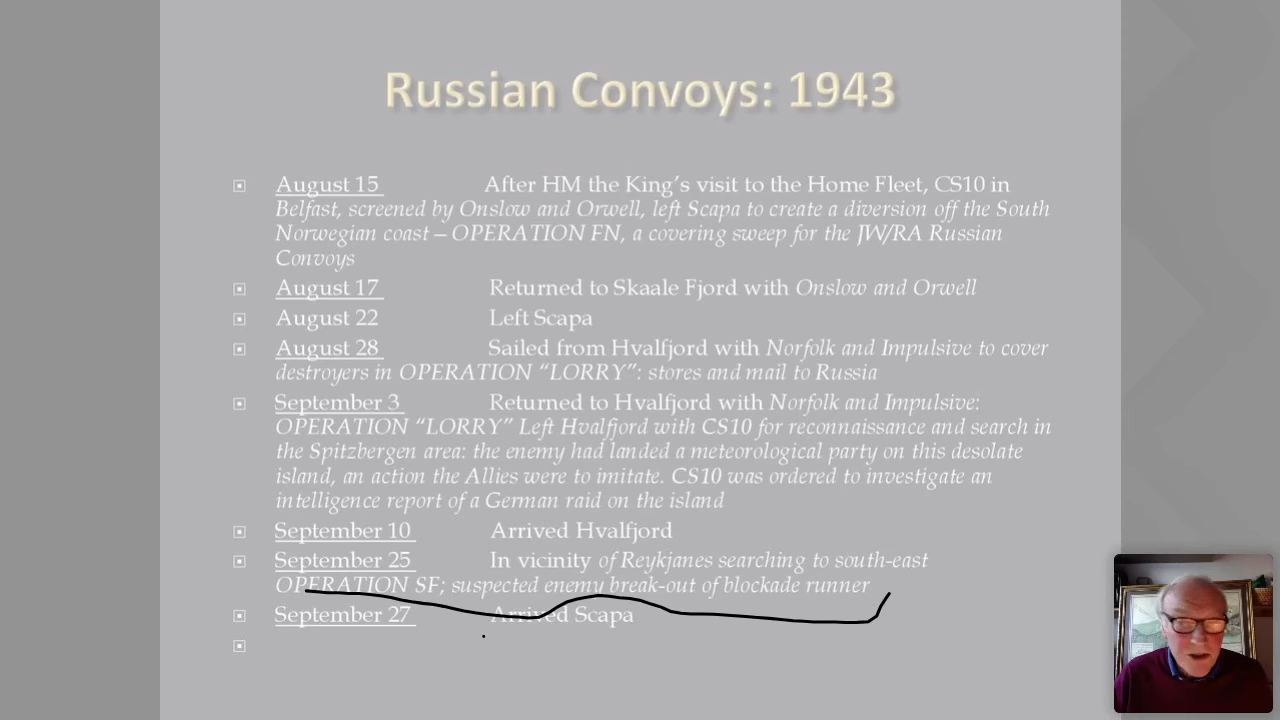 Russian Convoys: 1943
August 15 After HM the King's visit to the Home Fleet, CS10 in
Belfast, screened by Onslow and Orwell, left Scapa to create a diversion off the South
Norwegian coast – OPERATION FN, a covering sweep for the JW/RA Russian
Convoys
August 17 Returned to Skaale Fjord with Onslow and Orwell
August 22 Left Scapa
August 28 Sailed from Hvalfjord with Norfolk and Impulsive to cover
destroyers in OPERATION “LORRY”: stores and mail to Russia
September 3 Returned to Hvalfjord with Norfolk and Impulsive:
OPERATION “LORRY” Left Hvalfjord with CS10 for reconnaissance and search in
the Spitzbergen area: the enemy had landed a meteorological party on this desolate
island, an action the Allies were to imitate. CS10 was ordered to investigate an
intelligence report of a German raid on the island
September 10 Arrived Hvalfjord
September 25 In vicinity of Reykjanes searching to south-east
OPERATION SF; suspected enemy break-out of blockade runner
September 27 Arrived Scapa